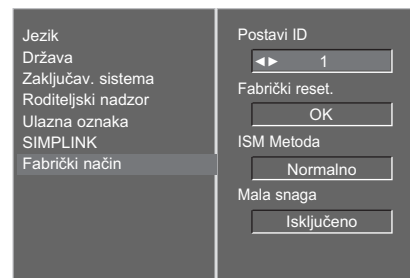 Jezik
Država
Zaključav. sistema
Roditeljski nadzor
Ulazna oznaka
SIMPLINK
Fabrički način
Postavi ID
◄► 1
Fabrički reset.
OK
ISM Metoda
Normalno
Mala snaga
Isključeno